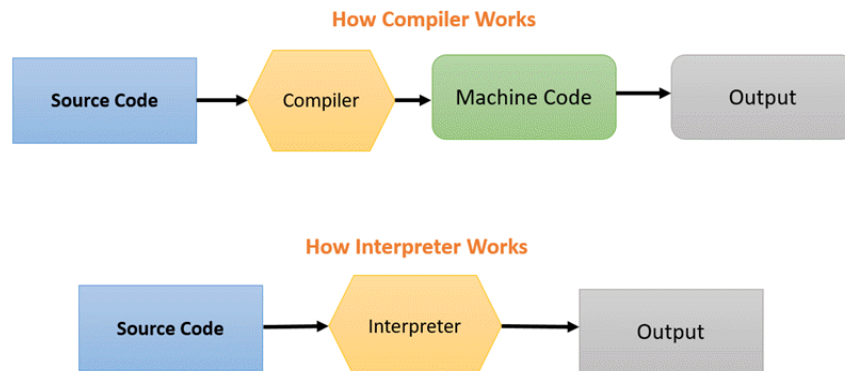 How Compiler Works
Source Code
Compiler
Machine Code
Output
How Interpreter Works
Source Code
Interpreter
Output